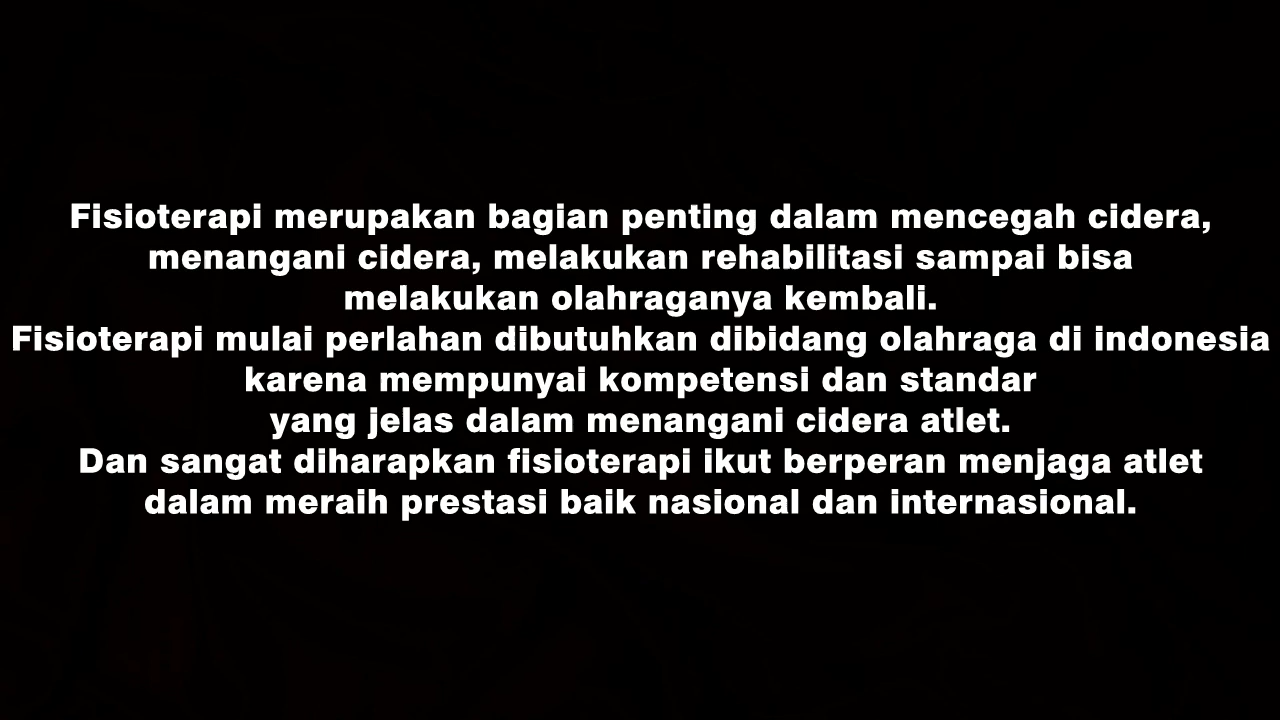 Fisioterapi merupakan bagian penting dalam mencegah cidera,
menangani cidera, melakukan rehabilitasi sampai bisa
melakukan olahraganya kembali.
Fisioterapi mulai perlahan dibutuhkan dibidang olahraga di indonesia
karena mempunyai kompetensi dan standar
yang jelas dalam menangani cidera atlet.
Dan sangat diharapkan fisioterapi ikut berperan menjaga atlet
dalam meraih prestasi baik nasional dan internasional.